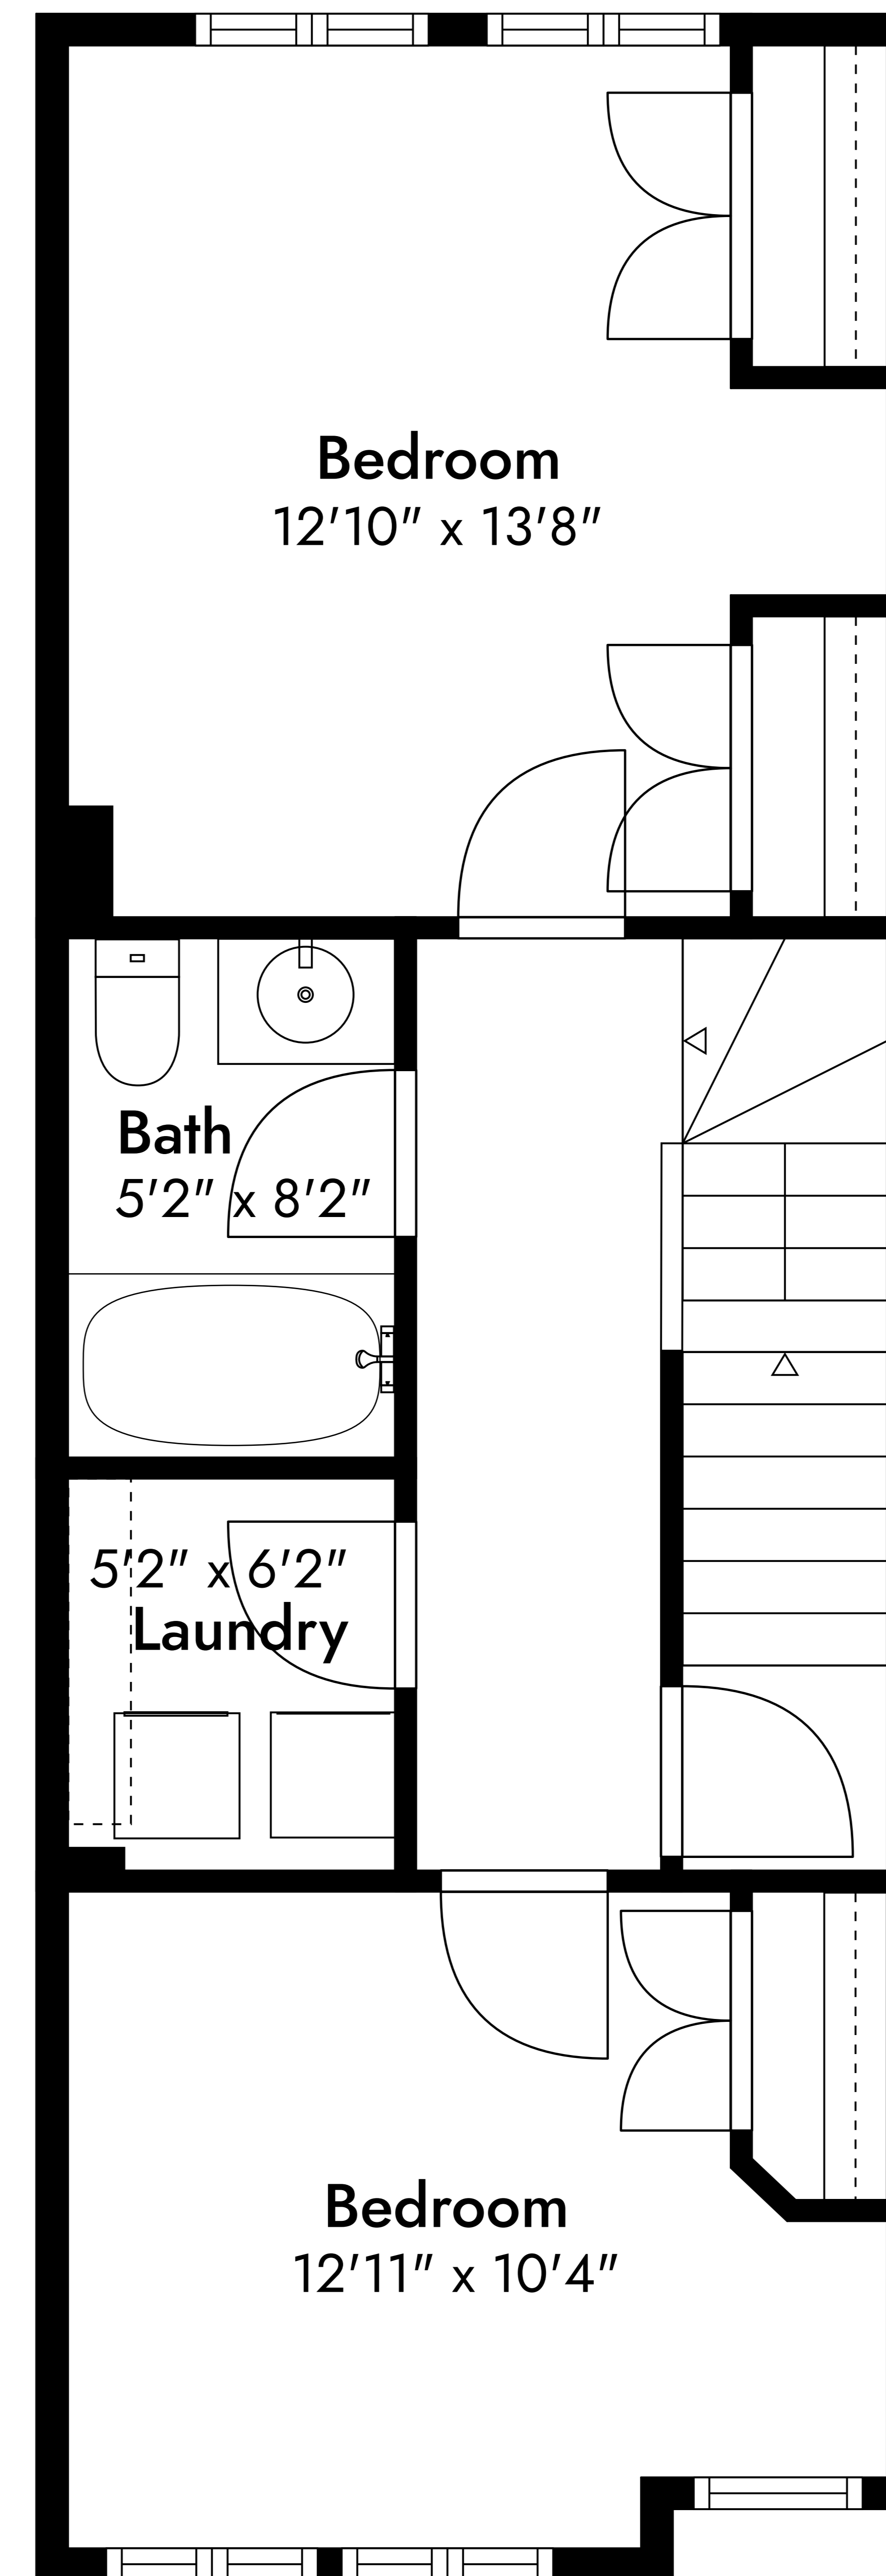 Bedroom
12'10" x 13'8"
Bath
5'2" x 8'2"
5'2" x 6'2"
Laundry
Bedroom
12'11" x 10'4"